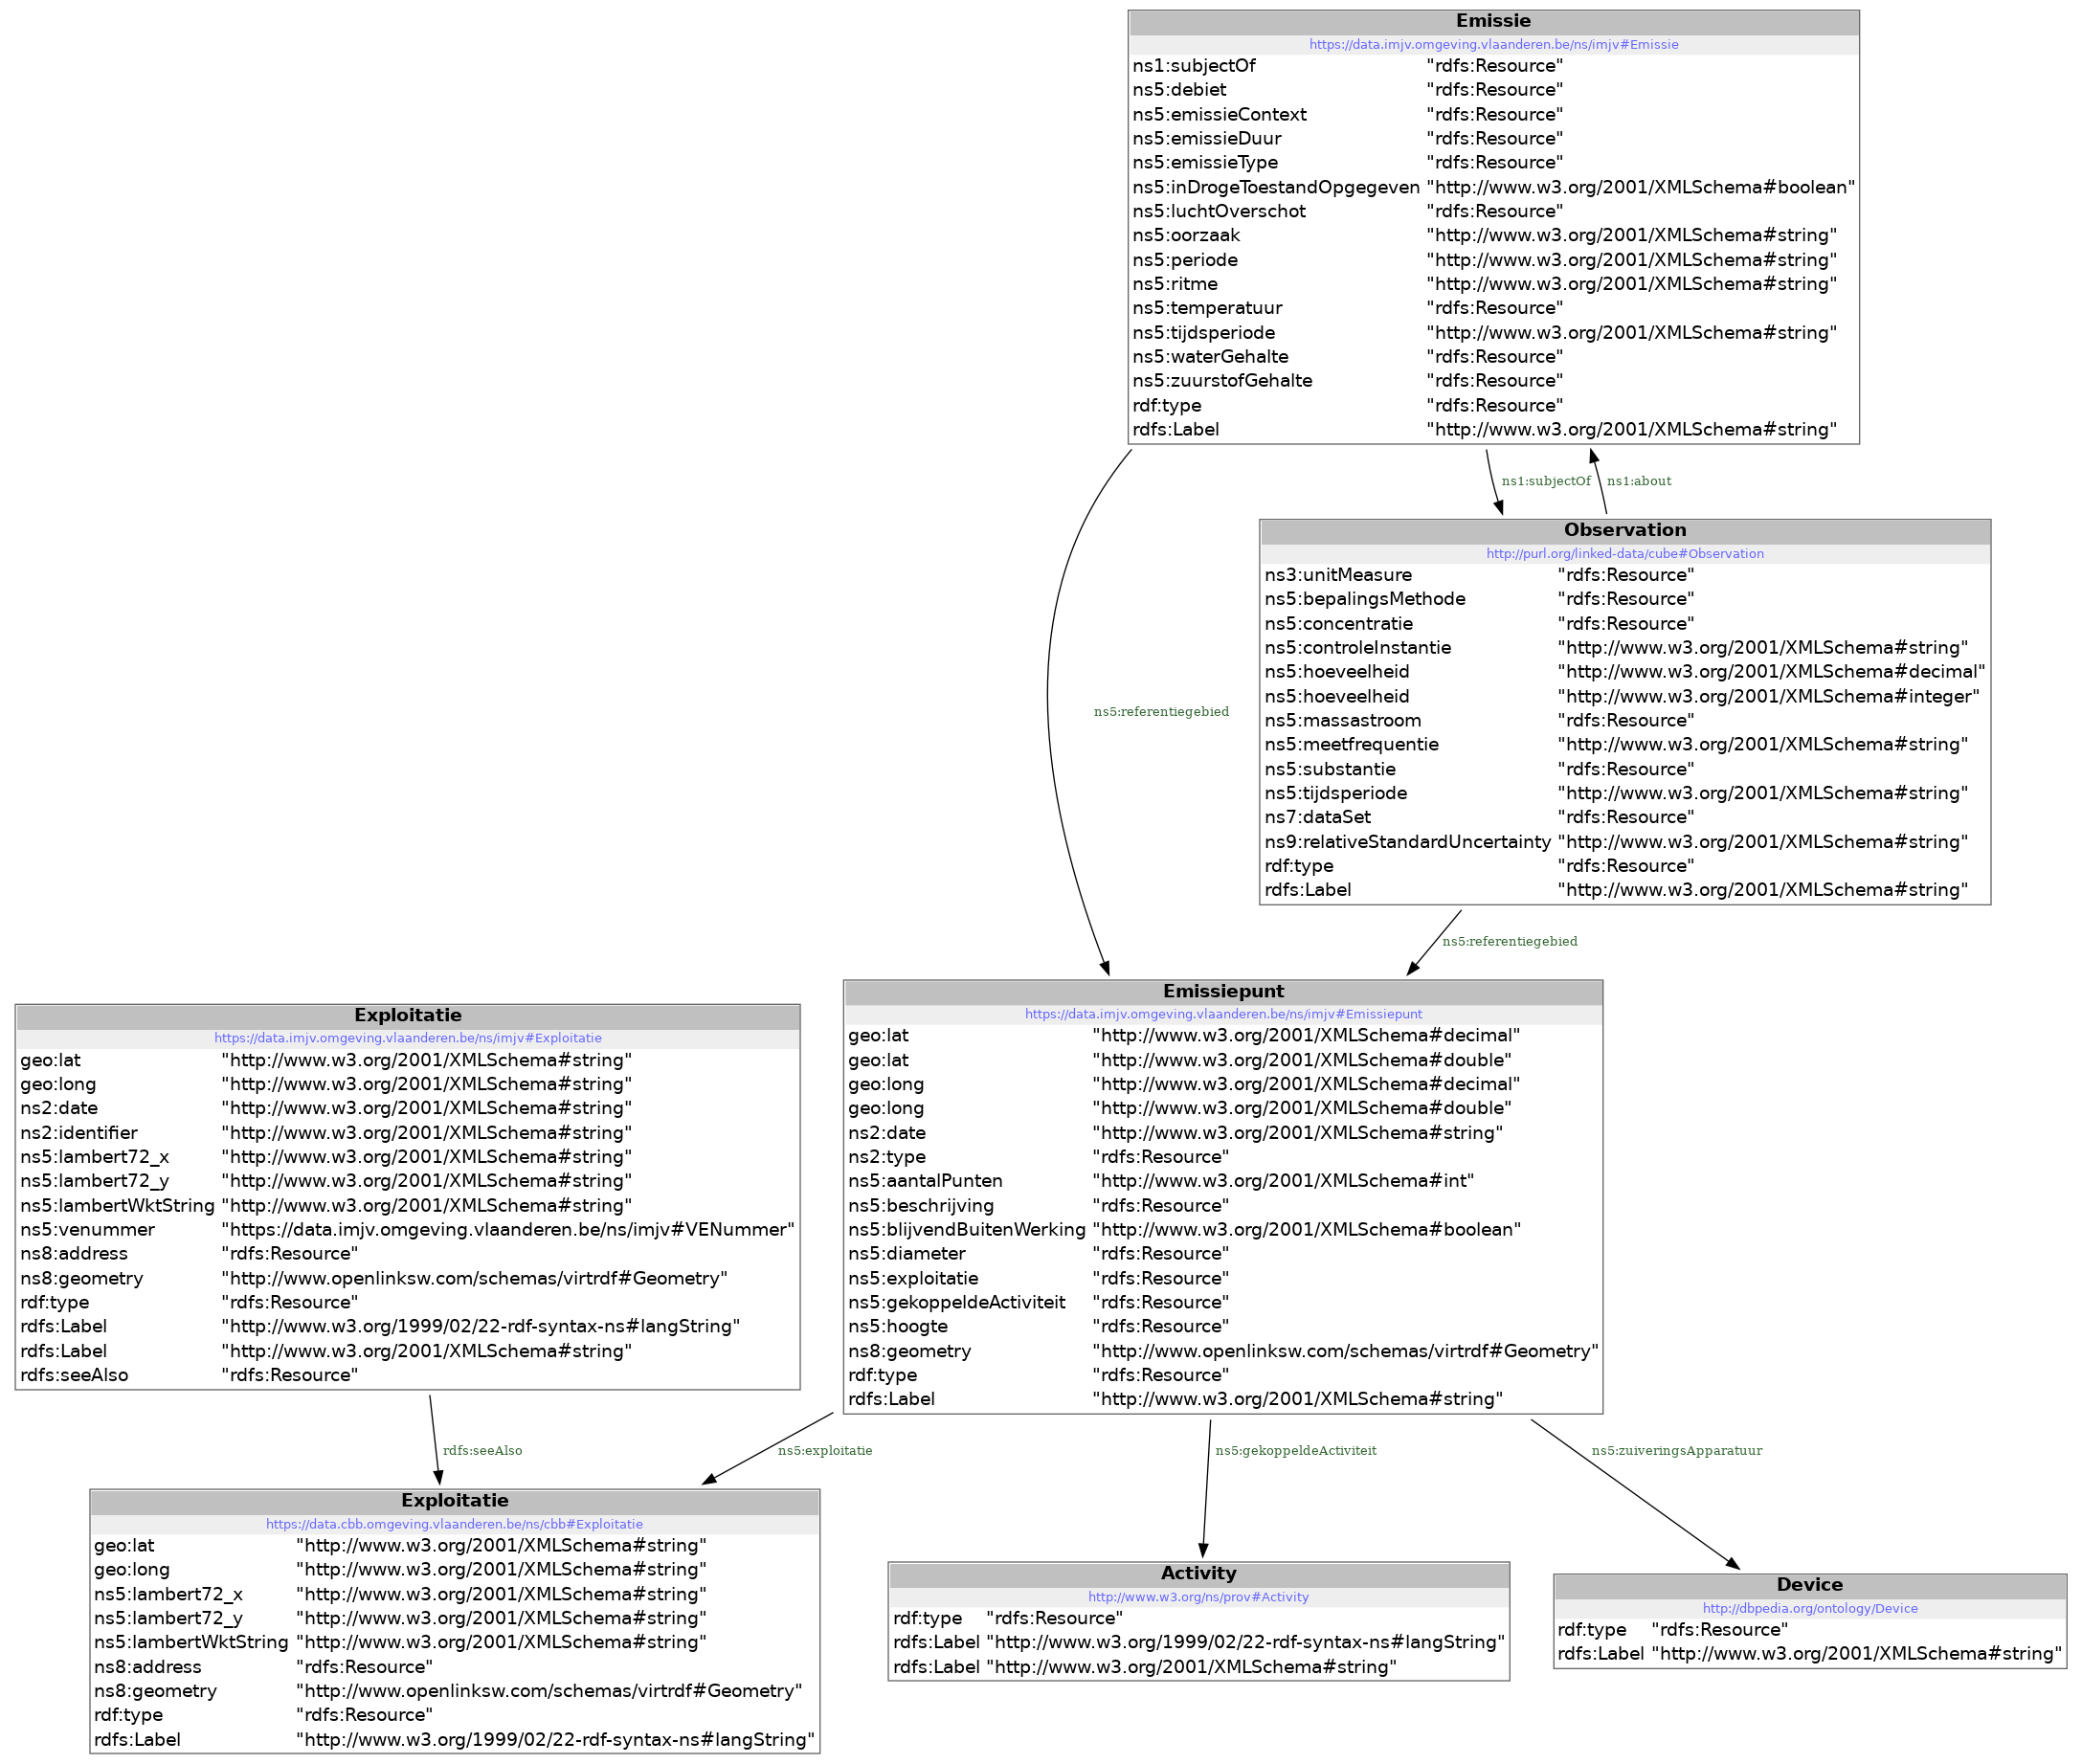 Emissie
https://data.imjv.omgeving.vlaanderen.be/ns/imjv#Emissie
ns1:subjectOf "rdfs:Resource"
ns5:debiet "rdfs:Resource"
ns5:emissieContext "rdfs:Resource"
ns5:emissieDuur "rdfs:Resource"
ns5:emissieType "rdfs:Resource"
ns5:inDrogeToestandOpgegeven "http://www.w3.org/2001/XMLSchema#boolean"
ns5:luchtOverschot "rdfs:Resource"
ns5:oorzaak "http://www.w3.org/2001/XMLSchema#string"
ns5:periode "http://www.w3.org/2001/XMLSchema#string"
ns5:ritme "http://www.w3.org/2001/XMLSchema#string"
ns5:temperatuur "rdfs:Resource"
ns5:tijdsperiode "http://www.w3.org/2001/XMLSchema#string"
ns5:waterGehalte "rdfs:Resource"
ns5:zuurstofGehalte "rdfs:Resource"
rdf:type "rdfs:Resource"
rdfs:Label "http://www.w3.org/2001/XMLSchema#string"
ns1:subjectOf
ns1:about
Observation
http://purl.org/linked-data/cube#Observation
ns3:unitMeasure "rdfs:Resource"
ns5:bepalingsMethode "rdfs:Resource"
ns5:concentratie "rdfs:Resource"
ns5:controleInstantie "http://www.w3.org/2001/XMLSchema#string"
ns5:hoeveelheid "http://www.w3.org/2001/XMLSchema#decimal"
ns5:hoeveelheid "http://www.w3.org/2001/XMLSchema#integer"
ns5:massastroom "rdfs:Resource"
ns5:meetfrequentie "http://www.w3.org/2001/XMLSchema#string"
ns5:substantie "rdfs:Resource"
ns5:tijdsperiode "http://www.w3.org/2001/XMLSchema#string"
ns7:dataSet "rdfs:Resource"
ns9:relativeStandardUncertainty "http://www.w3.org/2001/XMLSchema#string"
rdf:type "rdfs:Resource"
rdfs:Label "http://www.w3.org/2001/XMLSchema#string"
ns5:referentiegebied
ns5:referentiegebied
Exploitatie
https://data.imjv.omgeving.vlaanderen.be/ns/imjv#Exploitatie
geo:lat "http://www.w3.org/2001/XMLSchema#string"
geo:long "http://www.w3.org/2001/XMLSchema#string"
ns2:date "http://www.w3.org/2001/XMLSchema#string"
ns2:identifier "http://www.w3.org/2001/XMLSchema#string"
ns5:lambert72_x "http://www.w3.org/2001/XMLSchema#string"
ns5:lambert72_y "http://www.w3.org/2001/XMLSchema#string"
ns5:lambertWktString "http://www.w3.org/2001/XMLSchema#string"
ns5:venummer "https://data.imjv.omgeving.vlaanderen.be/ns/imjv#VENummer"
ns8:address "rdfs:Resource"
ns8:geometry "http://www.openlinksw.com/schemas/virtrdf#Geometry"
rdf:type "rdfs:Resource"
rdfs:Label "http://www.w3.org/1999/02/22-rdf-syntax-ns#langString"
rdfs:Label "http://www.w3.org/2001/XMLSchema#string"
rdfs:seeAlso "rdfs:Resource"
Emissiepunt
https://data.imjv.omgeving.vlaanderen.be/ns/imjv#Emissiepunt
geo:lat "http://www.w3.org/2001/XMLSchema#decimal"
geo:lat "http://www.w3.org/2001/XMLSchema#double"
geo:long "http://www.w3.org/2001/XMLSchema#decimal"
geo:long "http://www.w3.org/2001/XMLSchema#double"
ns2:date "http://www.w3.org/2001/XMLSchema#string"
ns2:type "rdfs:Resource"
ns5:aantalPunten "http://www.w3.org/2001/XMLSchema#int"
ns5:beschrijving "rdfs:Resource"
ns5:blijvendBuitenWerking "http://www.w3.org/2001/XMLSchema#boolean"
ns5:diameter "rdfs:Resource"
ns5:exploitatie "rdfs:Resource"
ns5:gekoppeldeActiviteit "rdfs:Resource"
ns5:hoogte "rdfs:Resource"
ns8:geometry "http://www.openlinksw.com/schemas/virtrdf#Geometry"
rdf:type "rdfs:Resource"
rdfs:Label "http://www.w3.org/2001/XMLSchema#string"
rdfs:seeAlso
ns5:exploitatie
ns5:gekoppeldeActiviteit
ns5:zuiveringsApparatuur
Exploitatie
https://data.cbb.omgeving.vlaanderen.be/ns/cbb#Exploitatie
geo:lat "http://www.w3.org/2001/XMLSchema#string"
geo:long "http://www.w3.org/2001/XMLSchema#string"
ns5:lambert72_x "http://www.w3.org/2001/XMLSchema#string"
ns5:lambert72_y "http://www.w3.org/2001/XMLSchema#string"
ns5:lambertWktString "http://www.w3.org/2001/XMLSchema#string"
ns8:address "rdfs:Resource"
ns8:geometry "http://www.openlinksw.com/schemas/virtrdf#Geometry"
rdf:type "rdfs:Resource"
rdfs:Label "http://www.w3.org/1999/02/22-rdf-syntax-ns#langString"
Activity
http://www.w3.org/ns/prov#Activity
rdf:type "rdfs:Resource"
rdfs:Label "http://www.w3.org/1999/02/22-rdf-syntax-ns#langString"
rdfs:Label "http://www.w3.org/2001/XMLSchema#string"
Device
http://dbpedia.org/ontology/Device
rdf:type "rdfs:Resource"
rdfs:Label "http://www.w3.org/2001/XMLSchema#string"